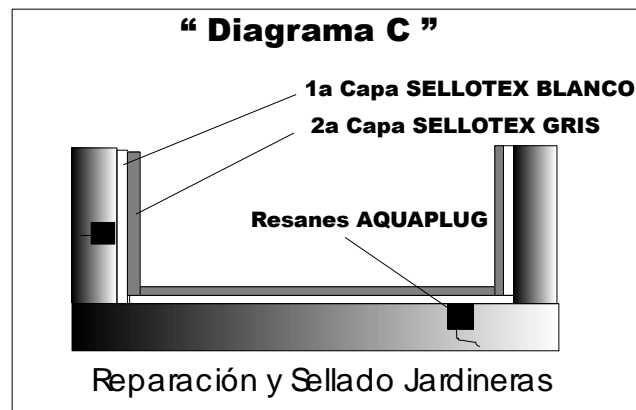 “ Diagrama C ”
1a Capa SELLOTEX BLANCO
2a Capa SELLOTEX GRIS
Resanes AQUAPLUG
Reparación y Sellado Jardineras